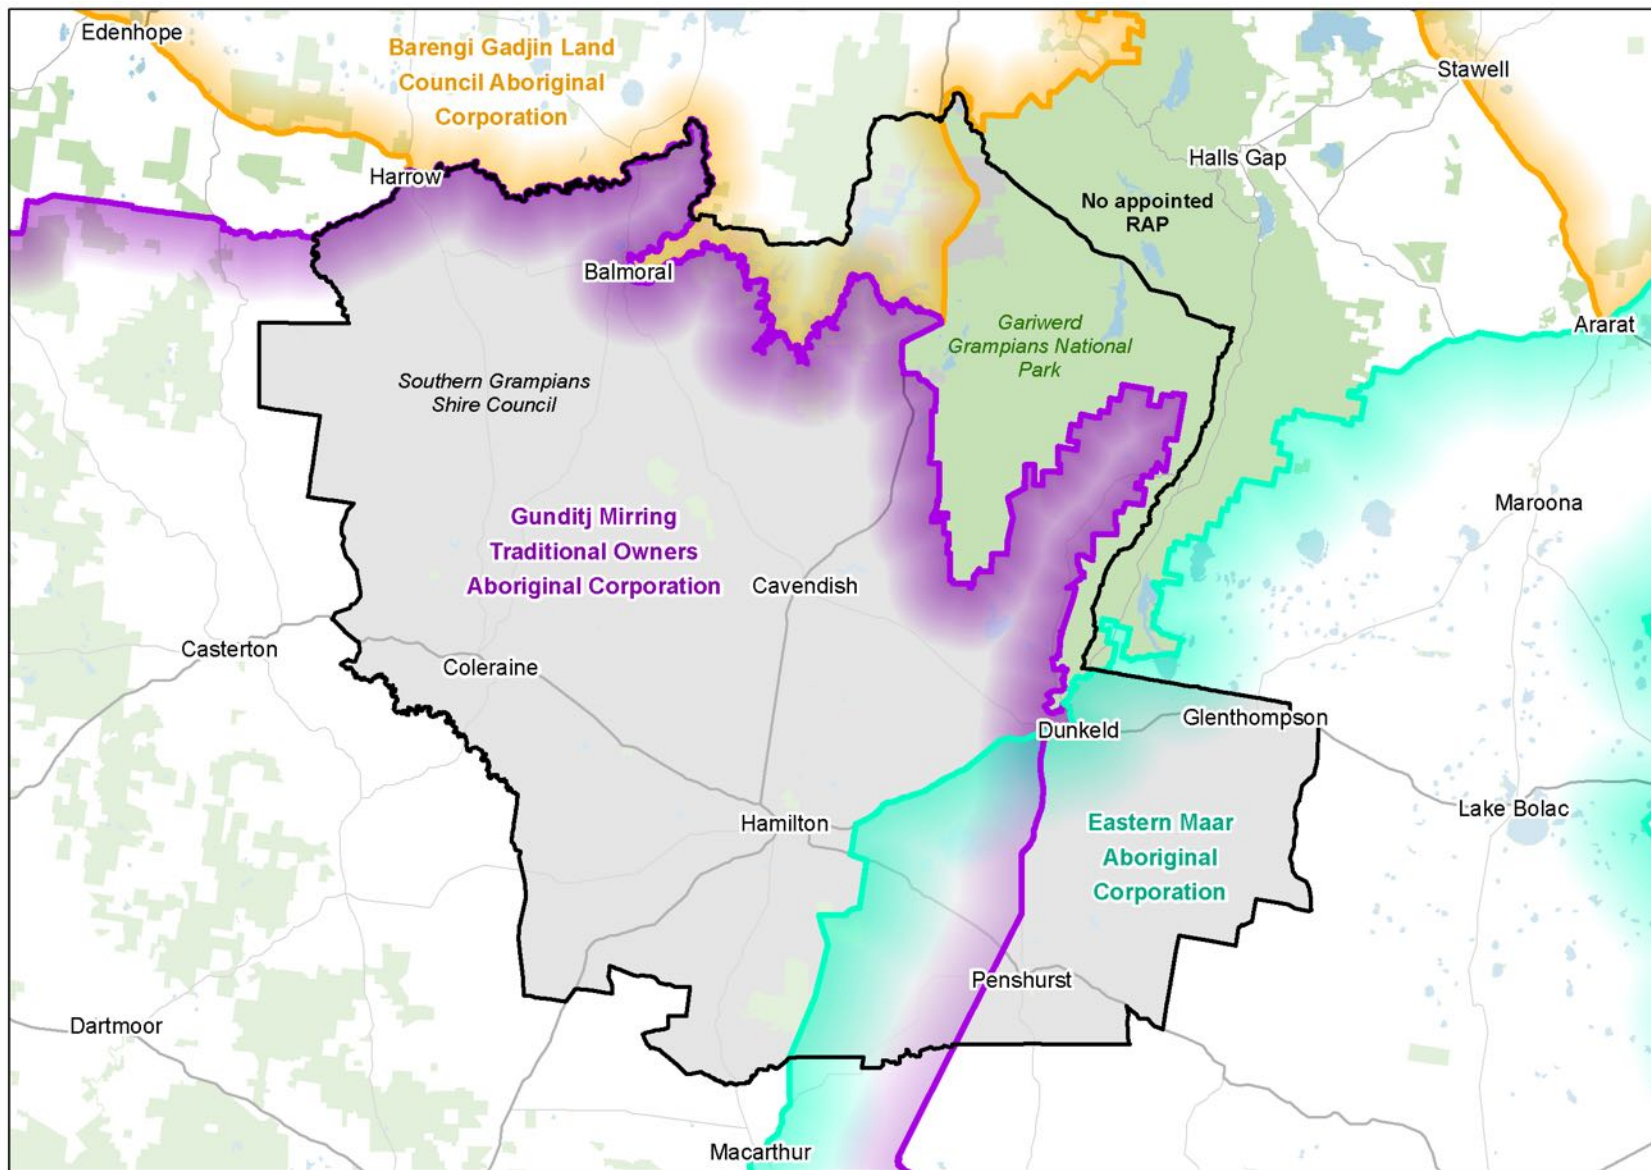 Edenhope
Barengi Gadjin Land
Council Aboriginal
Corporation
Stawell
Halls Gap
Harrow
No appointed
RAP
Balmoral
Gariwerd
Grampians National
Park
Ararat
Southern Grampians
Shire Council
Maroona
Gunditj Mirring
Traditional Owners
Aboriginal Corporation
Cavendish
Casterton
Coleraine
Dunkeld
Glenthompson
Lake Bolac
Hamilton
Eastern Maar
Aboriginal
Corporation
Penshurst
Dartmoor
Macarthur